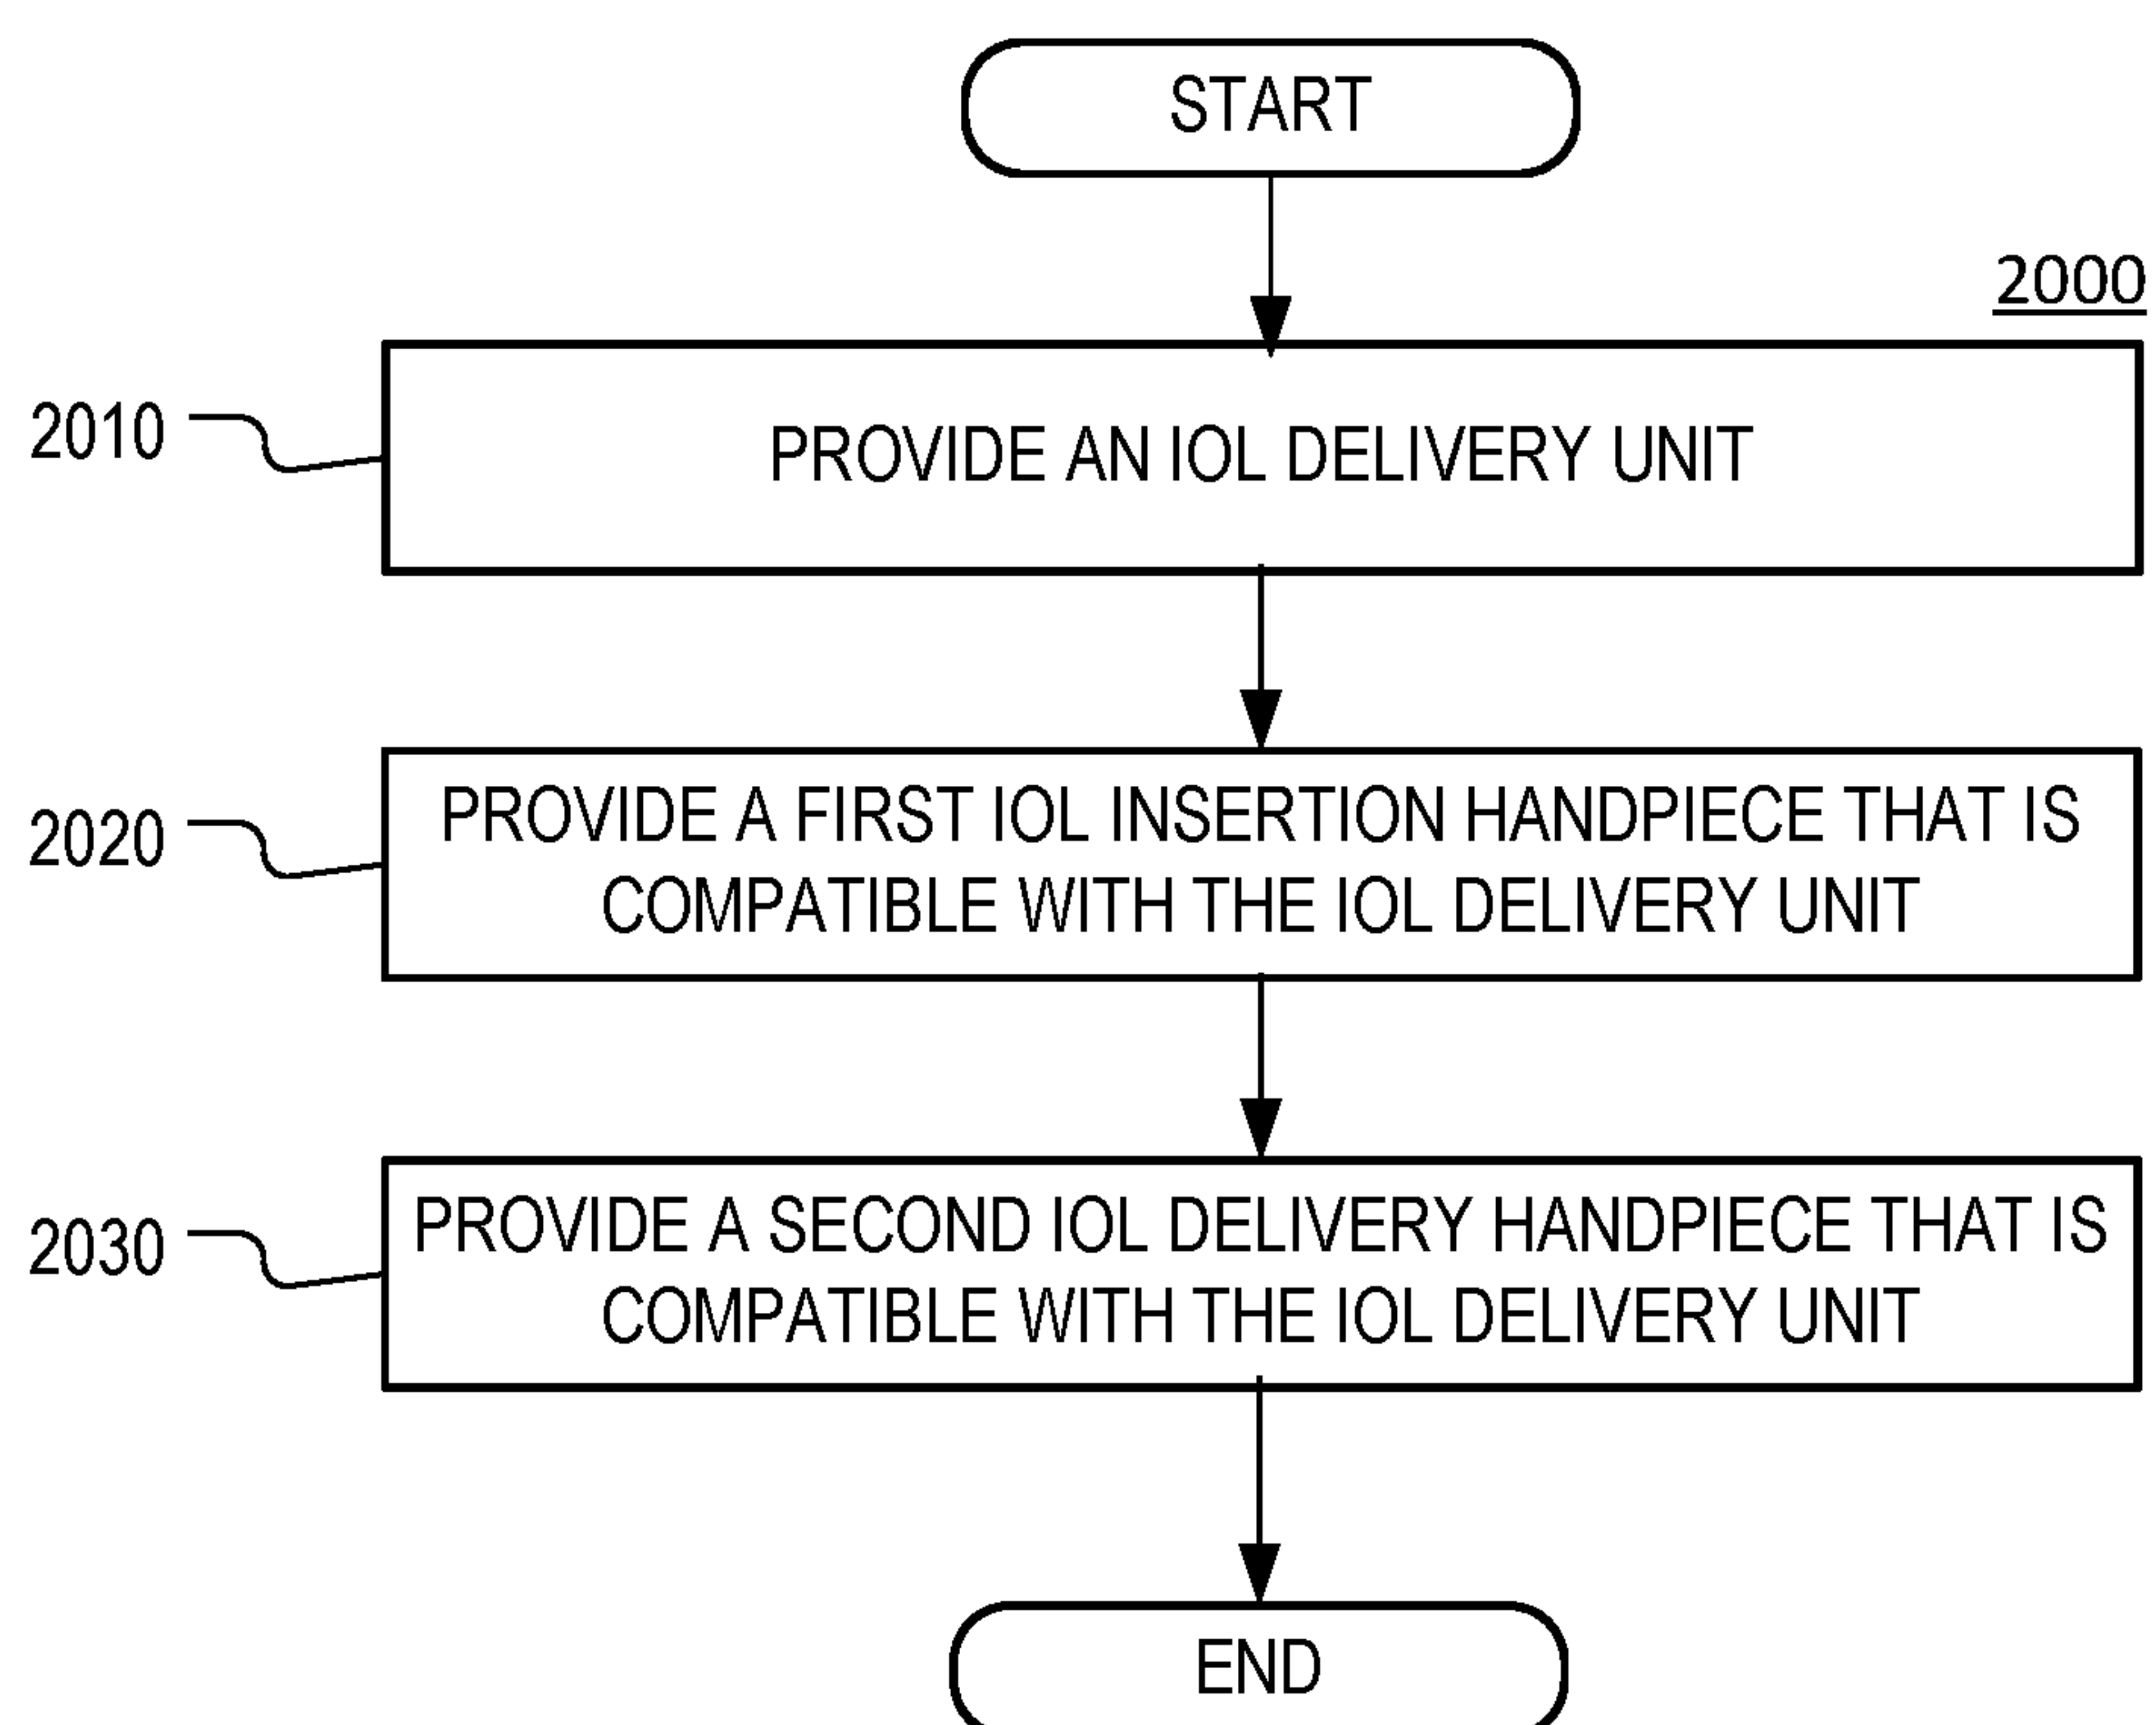 START
2000
2010
PROVIDE AN IOL DELIVERY UNIT
2020
PROVIDE A FIRST IOL INSERTION HANDPIECE THAT IS
COMPATIBLE WITH THE IOL DELIVERY UNIT
2030
PROVIDE A SECOND IOL DELIVERY HANDPIECE THAT IS
COMPATIBLE WITH THE IOL DELIVERY UNIT
END